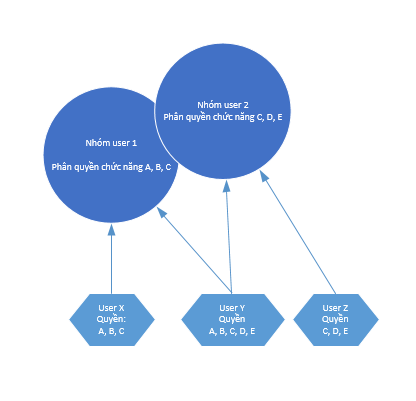 Nhóm user 1
Phân quyền chức năng A, B, C
Nhóm user 2
Phân quyền chức năng C, D, E
User X
Quyền:
A, B, C
User Y
Quyền
A, B, C, D, E
User Z
Quyền
C, D, E